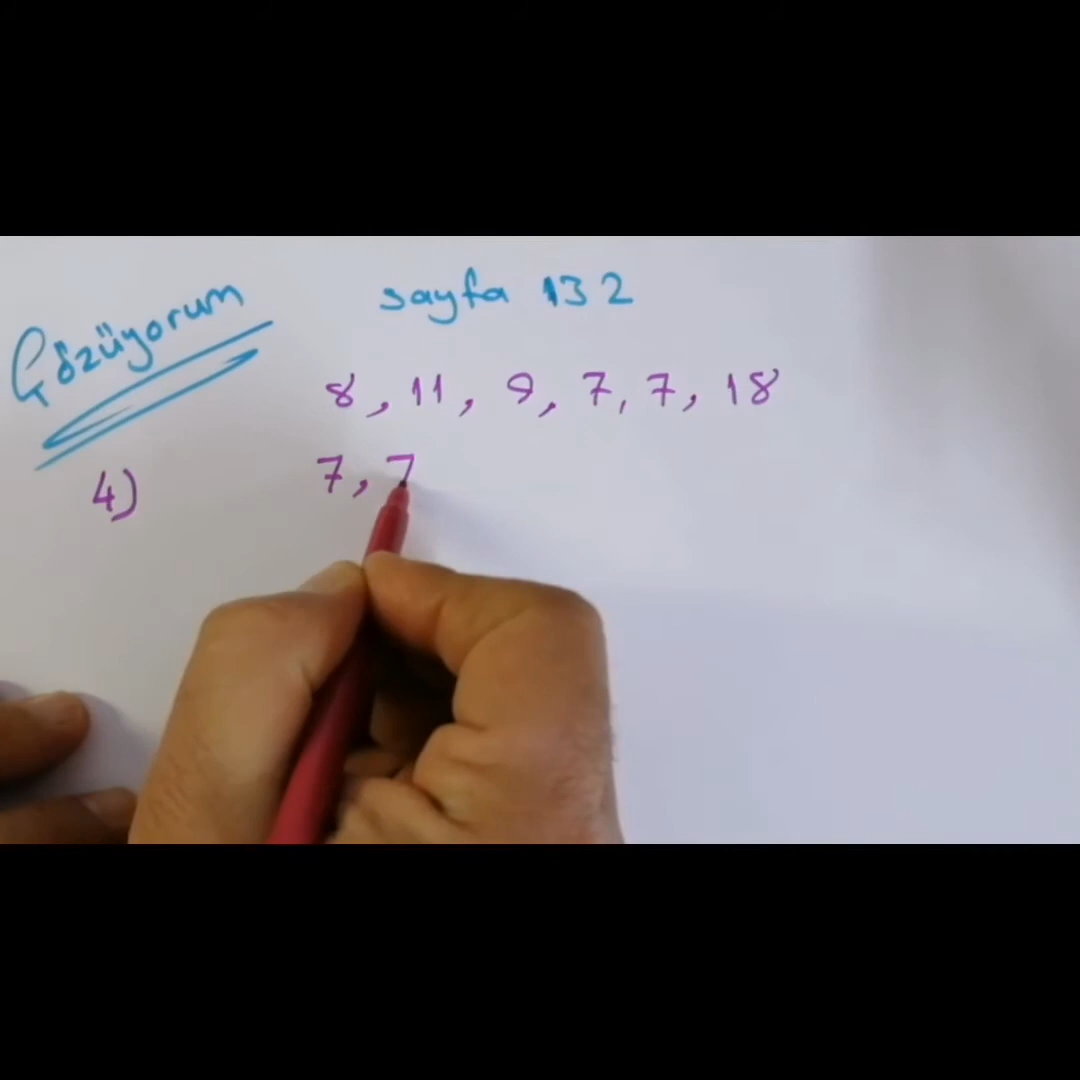 Çözüyorum
sayfa 132
8, 11, 9, 7, 7, 18
4) 7, 7